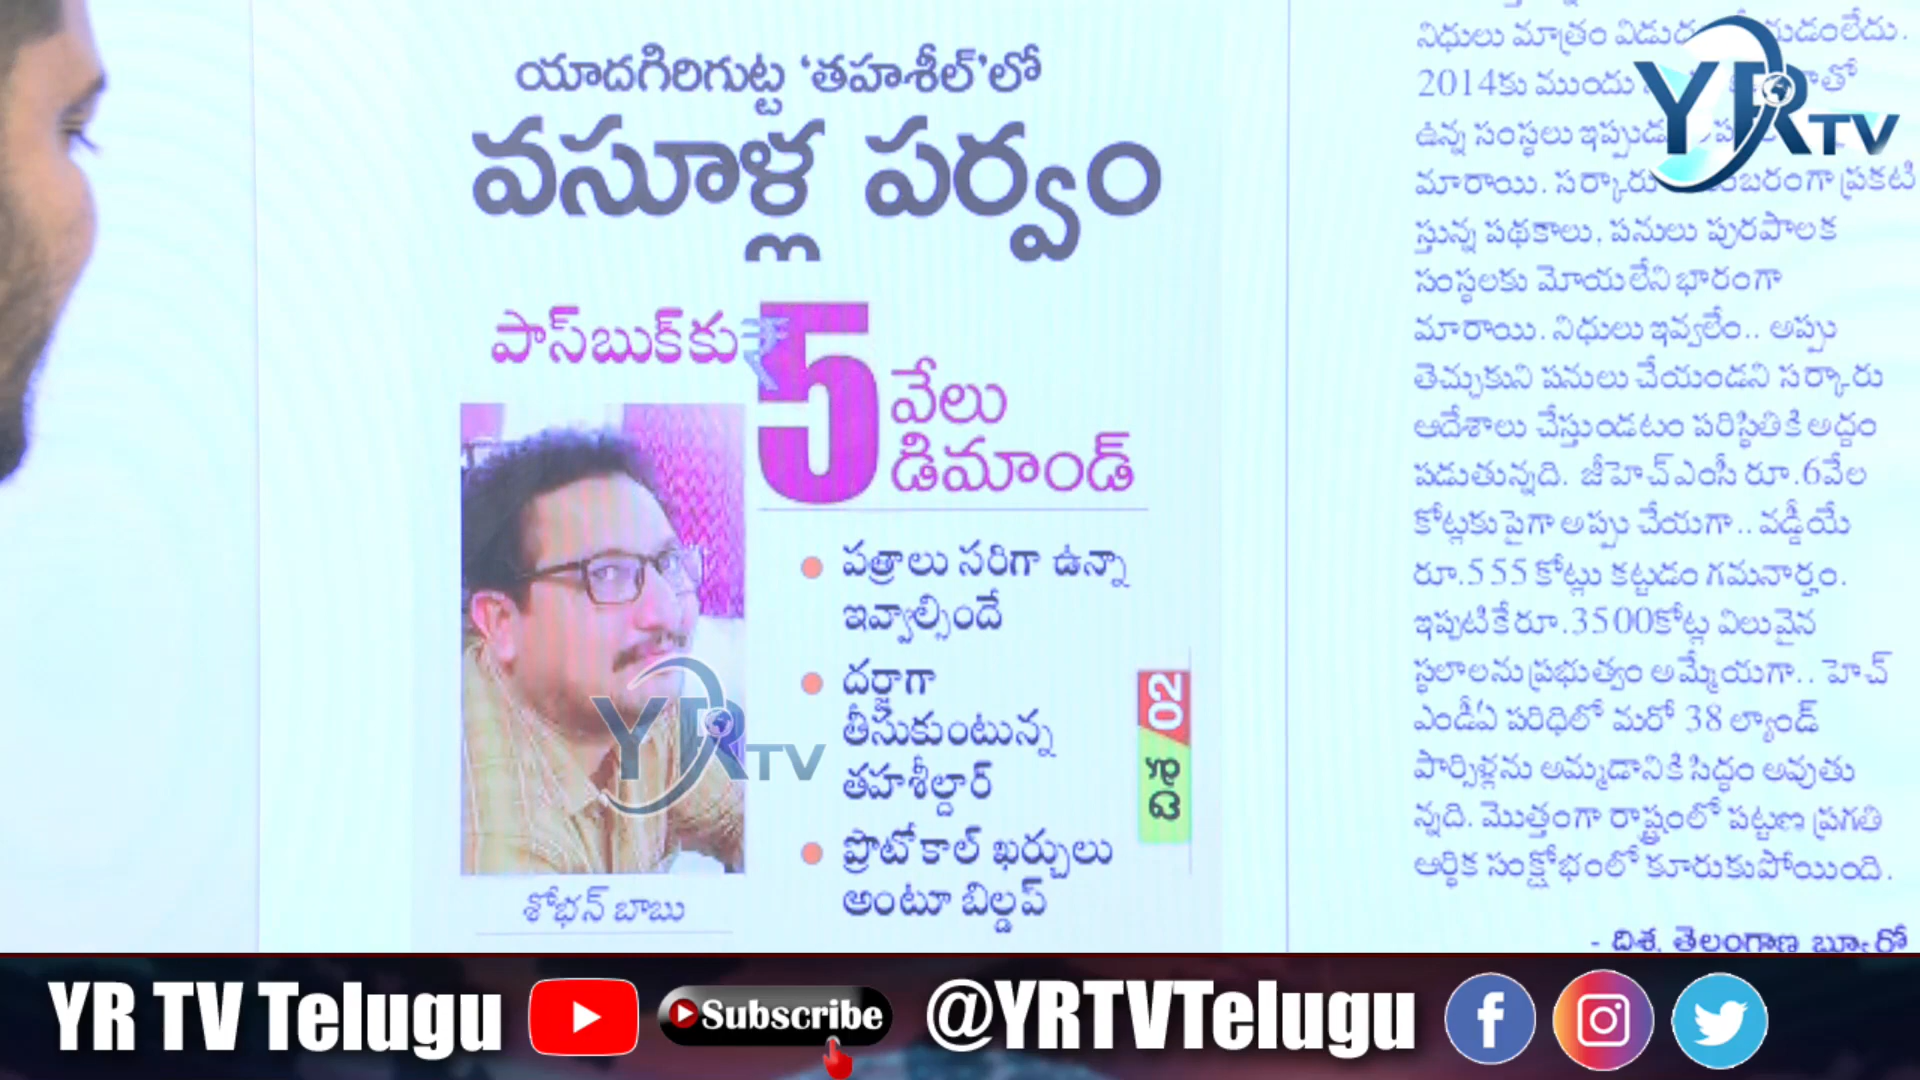 యాదగిరిగుట్ట 'తహశీల్'లో
వసూళ్ల పర్వం
పాస్‌బుక్‌కు ₹5
వేలు
డిమాండ్
పత్రాలు సరిగా ఉన్నా
ఇవ్వాల్సిందే
దర్జాగా
తీసుకుంటున్న
తహశీల్దార్
ప్రొటోకాల్ ఖర్చులు
అంటూ బిల్డప్
శోభన్ బాబు
02
దిశ
YRTV
నిధులు మాత్రం
2014కు ముందు
ఉన్న సంస్థలు
మారాయి. సర్కారు ప్రకటి
స్తున్న పథకాలు, పనులు పురపాలక
సంస్థలకు మోయలేని భారంగా
మారాయి. నిధులు ఇవ్వలేం.. అప్పు
తెచ్చుకుని పనులు చేయండని సర్కారు
ఆదేశాలు చేస్తుండటం పరిస్థితికి అద్దం
పడుతున్నది. జీహెచ్ఎంసీ రూ.6వేల
కోట్లకుపైగా అప్పు చేయగా.. వడ్డీయే
రూ.555 కోట్లు కట్టడం గమనార్హం.
ఇప్పటికే రూ.3500కోట్ల విలువైన
స్థలాలను ప్రభుత్వం అమ్మేయగా.. హెచ్
ఎండీఏ పరిధిలో మరో 38 ల్యాండ్
పార్సిళ్లను అమ్మడానికి సిద్ధం అవుతు
న్నది. మొత్తంగా రాష్ట్రంలో పట్టణ ప్రగతి
ఆర్థిక సంక్షోభంలో కూరుకుపోయింది.
- దిశ, తెలంగాణ బ్యూరో
YRTV
YR TV Telugu
Subscribe
@YRTVTelugu